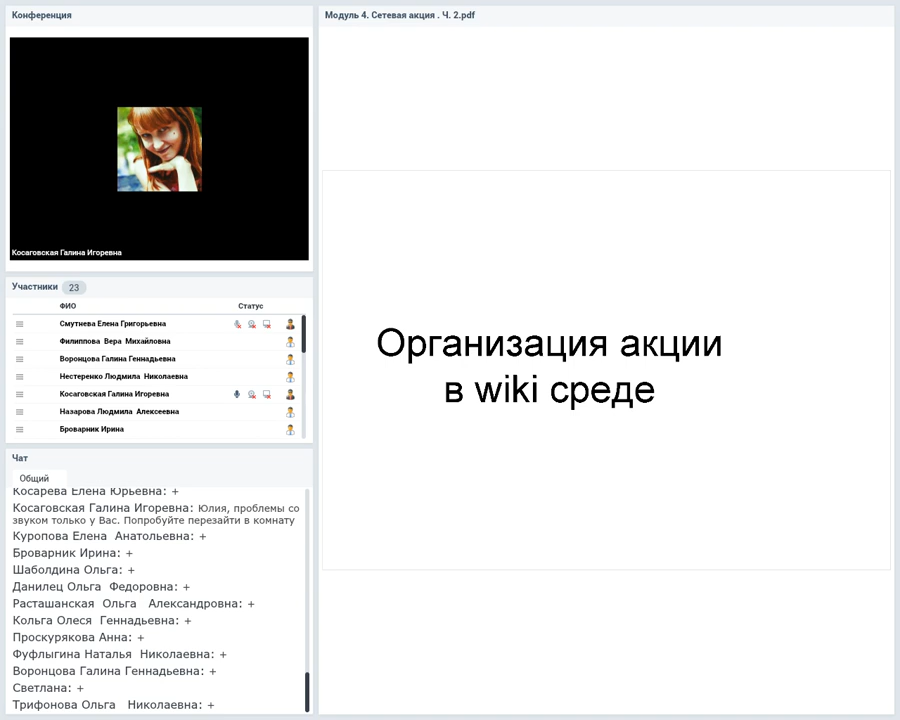 Конференция
Косаговская Галина Игоревна
Участники 23
ФИО Статус
Смутнева Елена Григорьевна
Филиппова Вера Михайловна
Воронцова Галина Геннадьевна
Нестеренко Людмила Николаевна
Косаговская Галина Игоревна
Назарова Людмила Алексеевна
Броварник Ирина
Чат
Общий
Косарева Елена Юрьевна: +
Косаговская Галина Игоревна: Юлия, проблемы со
звуком только у Вас. Попробуйте перезайти в комнату
Куропова Елена Анатольевна: +
Броварник Ирина: +
Шаболдина Ольга: +
Данилец Ольга Федоровна: +
Расташанская Ольга Александровна: +
Кольга Олеся Геннадьевна: +
Проскурякова Анна: +
Фуфлыгина Наталья Николаевна: +
Воронцова Галина Геннадьевна: +
Светлана: +
Трифонова Ольга Николаевна: +
Модуль 4. Сетевая акция . Ч. 2.pdf
Организация акции
в wiki среде